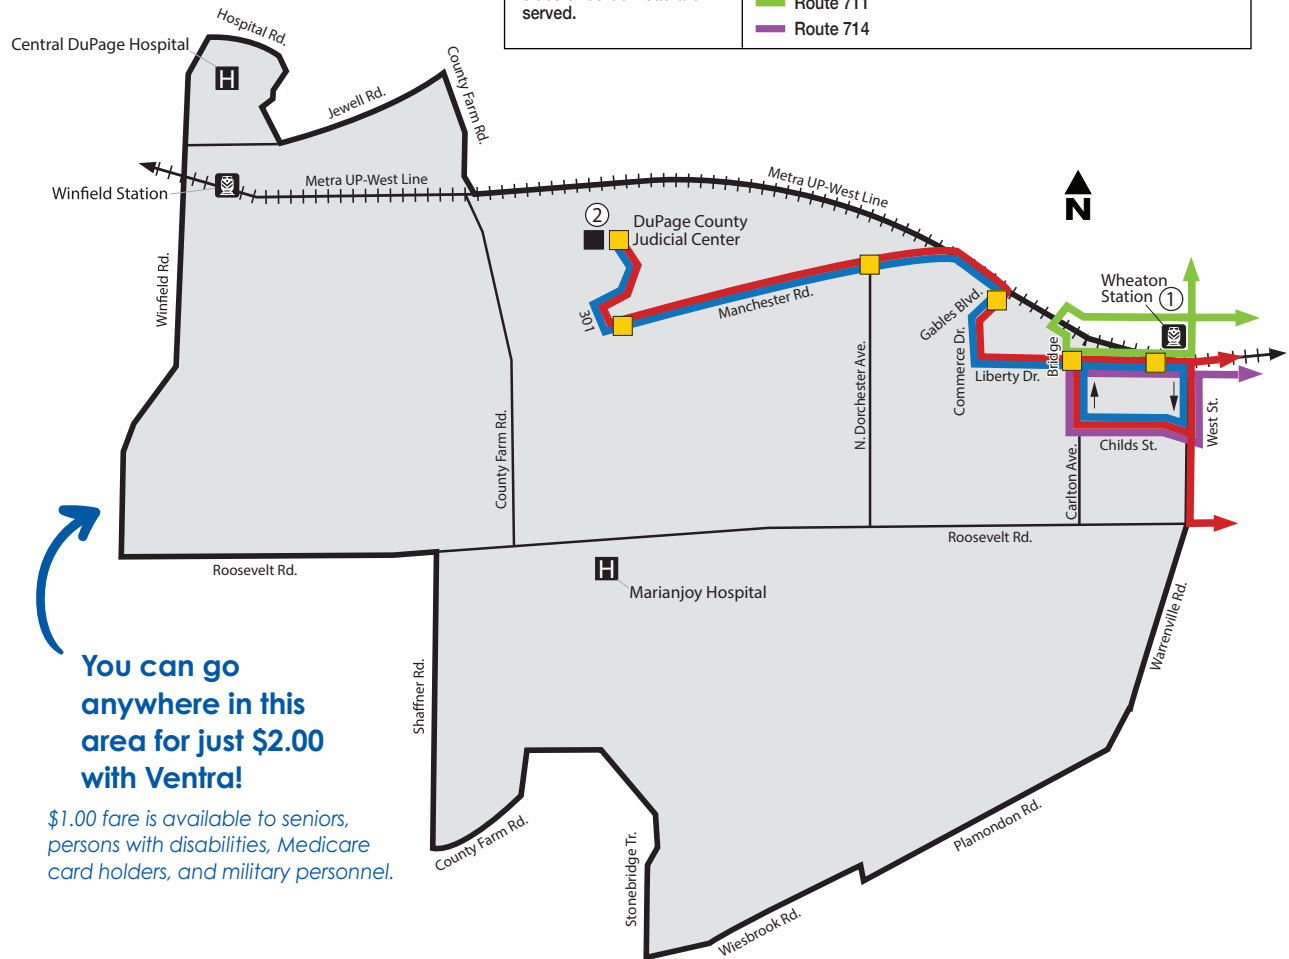 served.
Route 711
Route 714
Hospital Rd.
Central DuPage Hospital
H
County Farm Rd.
Jewell Rd.
Metra UP-West Line
Winfield Station
Metra UP-West Line
N
2
DuPage County
Judicial Center
Winfield Rd.
Wheaton
Station
1
301
Manchester Rd.
Gables Blvd.
Commerce Dr.
Bridge
Liberty Dr.
N. Dorchester Ave.
West St.
Childs St.
County Farm Rd.
Carlton Ave.
Roosevelt Rd.
Roosevelt Rd.
H
Marianjoy Hospital
Warrenville Rd.
Shaffner Rd.
You can go
anywhere in this
area for just $2.00
with Ventra!
$1.00 fare is available to seniors,
persons with disabilities, Medicare
card holders, and military personnel.
County Farm Rd.
Plamondon Rd.
Stonebridge Tr.
Wiesbrook Rd.